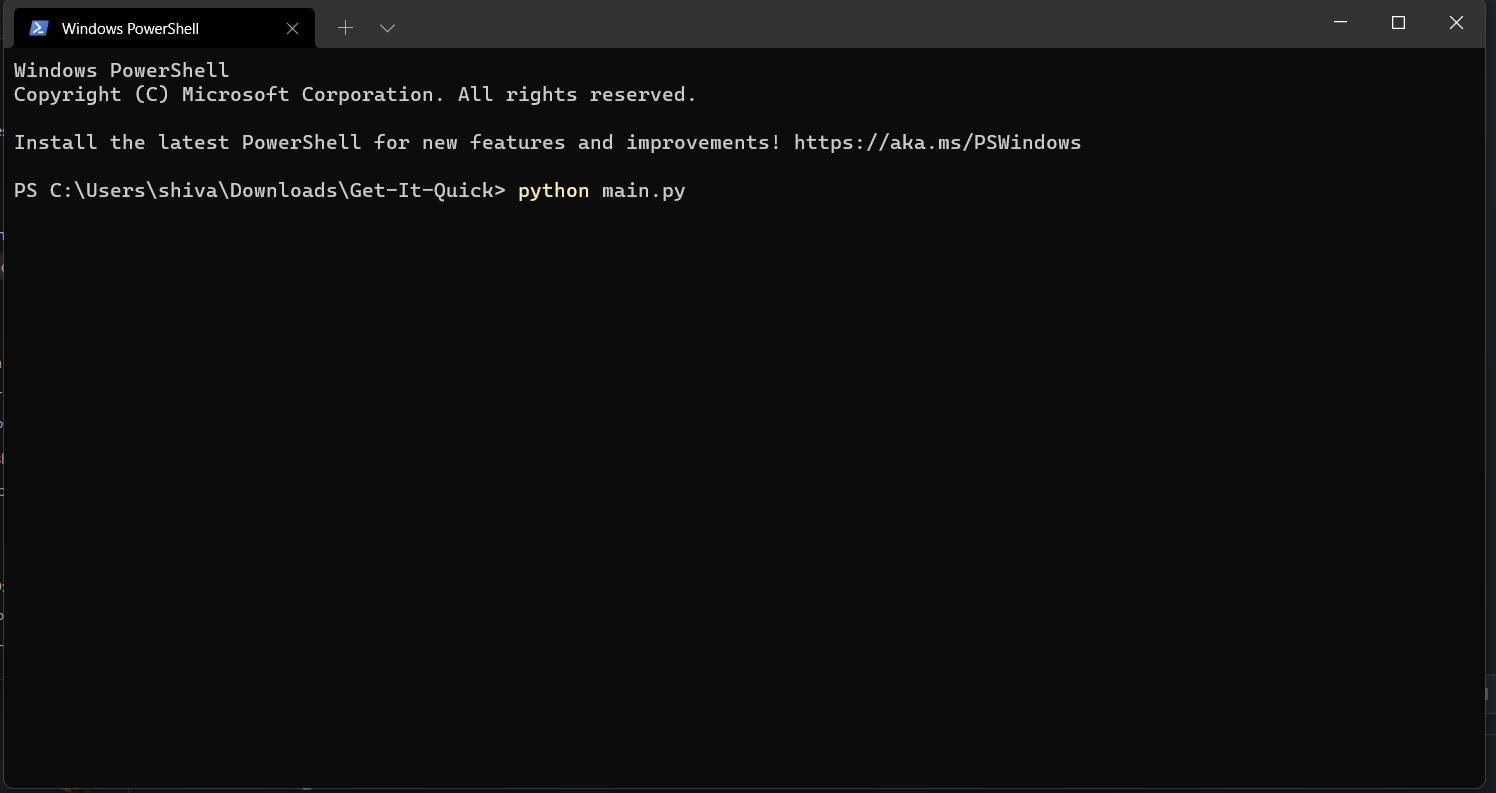 Windows PowerShell
Windows PowerShell
Copyright (C) Microsoft Corporation. All rights reserved.
Install the latest PowerShell for new features and improvements! https://aka.ms/PSWindows
PS C:\Users\shiva\Downloads\Get-It-Quick> python main.py